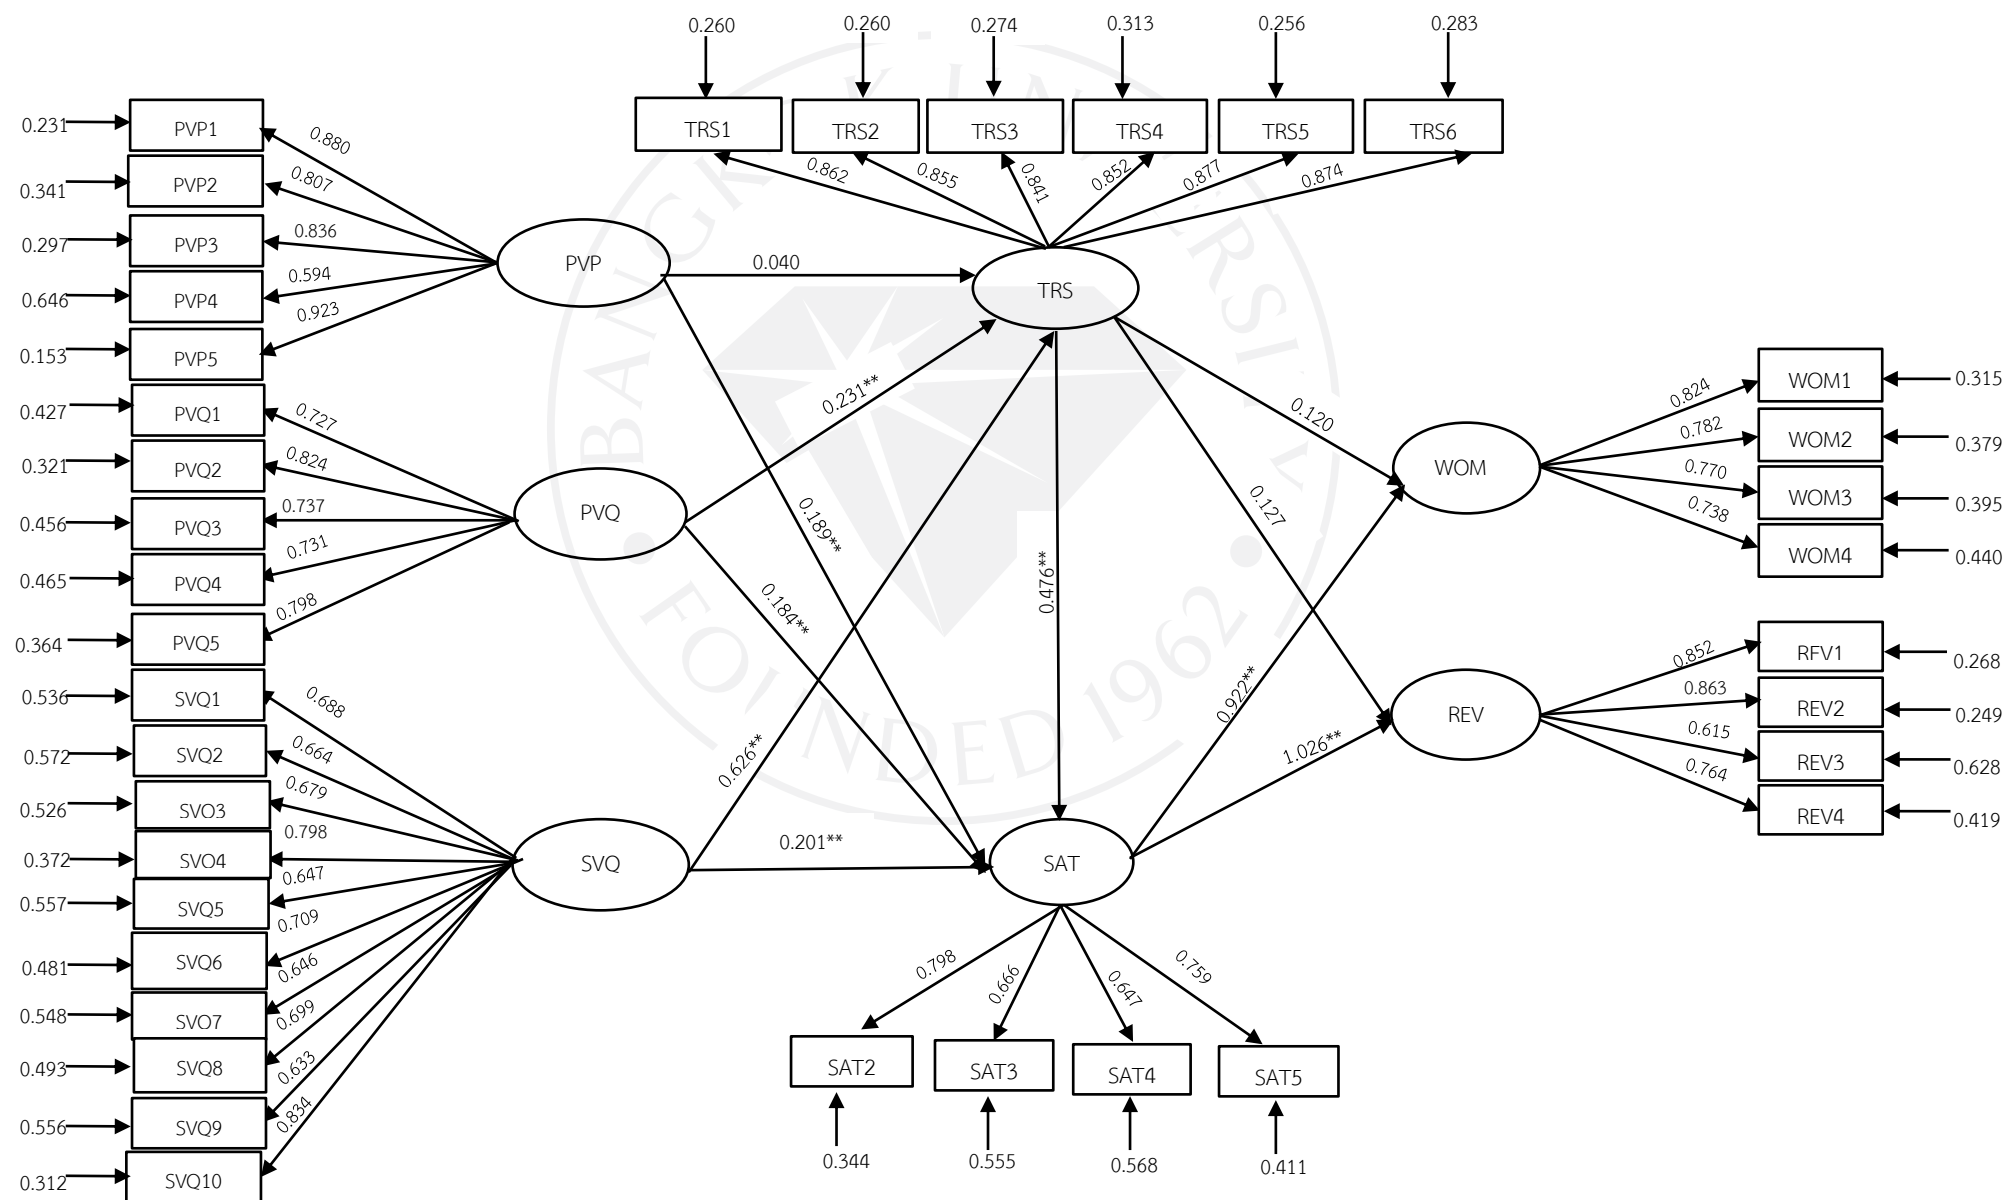 0.260 0.260 0.274 0.313 0.256 0.283
TRS1 TRS2 TRS3 TRS4 TRS5 TRS6
0.862 0.855 0.841 0.852 0.877 0.874
0.231 PVP1 0.880
0.341 PVP2 0.807
0.297 PVP3 0.836
0.646 PVP4 0.594
0.153 PVP5 0.923
PVP
0.040
TRS
0.427 PVQ1 0.727
0.321 PVQ2 0.824
0.456 PVQ3 0.737
0.465 PVQ4 0.731
0.364 PVQ5 0.798
PVQ
0.231**
0.189**
0.184**
0.476**
0.120
0.127
WOM
0.824 WOM1 0.315
0.782 WOM2 0.379
0.770 WOM3 0.395
0.738 WOM4 0.440
0.536 SVQ1 0.688
0.572 SVQ2 0.664
0.526 SVO3 0.679
0.372 SVO4 0.798
0.557 SVQ5 0.647
0.481 SVQ6 0.709
0.548 SVO7 0.646
0.493 SVQ8 0.699
0.556 SVQ9 0.633
0.312 SVQ10 0.834
SVQ
0.626**
0.201**
SAT
0.922**
1.026**
REV
0.852 RFV1 0.268
0.863 REV2 0.249
0.615 REV3 0.628
0.764 REV4 0.419
0.798 0.666 0.647 0.759
SAT2 SAT3 SAT4 SAT5
0.344 0.555 0.568 0.411